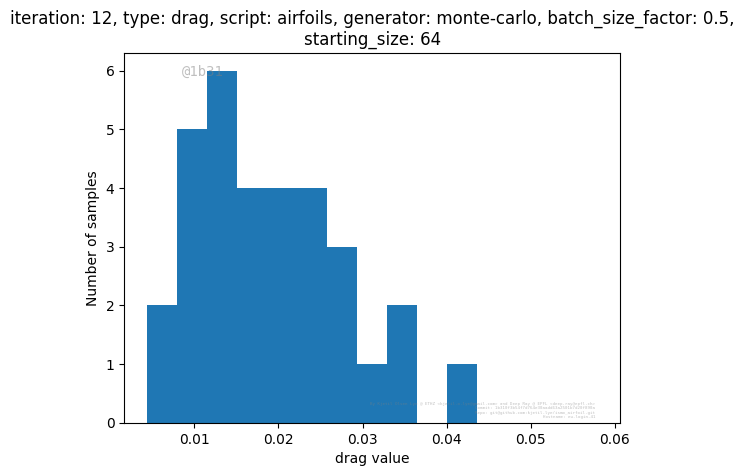 iteration: 12, type: drag, script: airfoils, generator: monte-carlo, batch_size_factor: 0.5,
starting_size: 64
@1b31
6
5
4
3
2
1
0
Number of samples
0.01 0.02 0.03 0.04 0.05 0.06
drag value